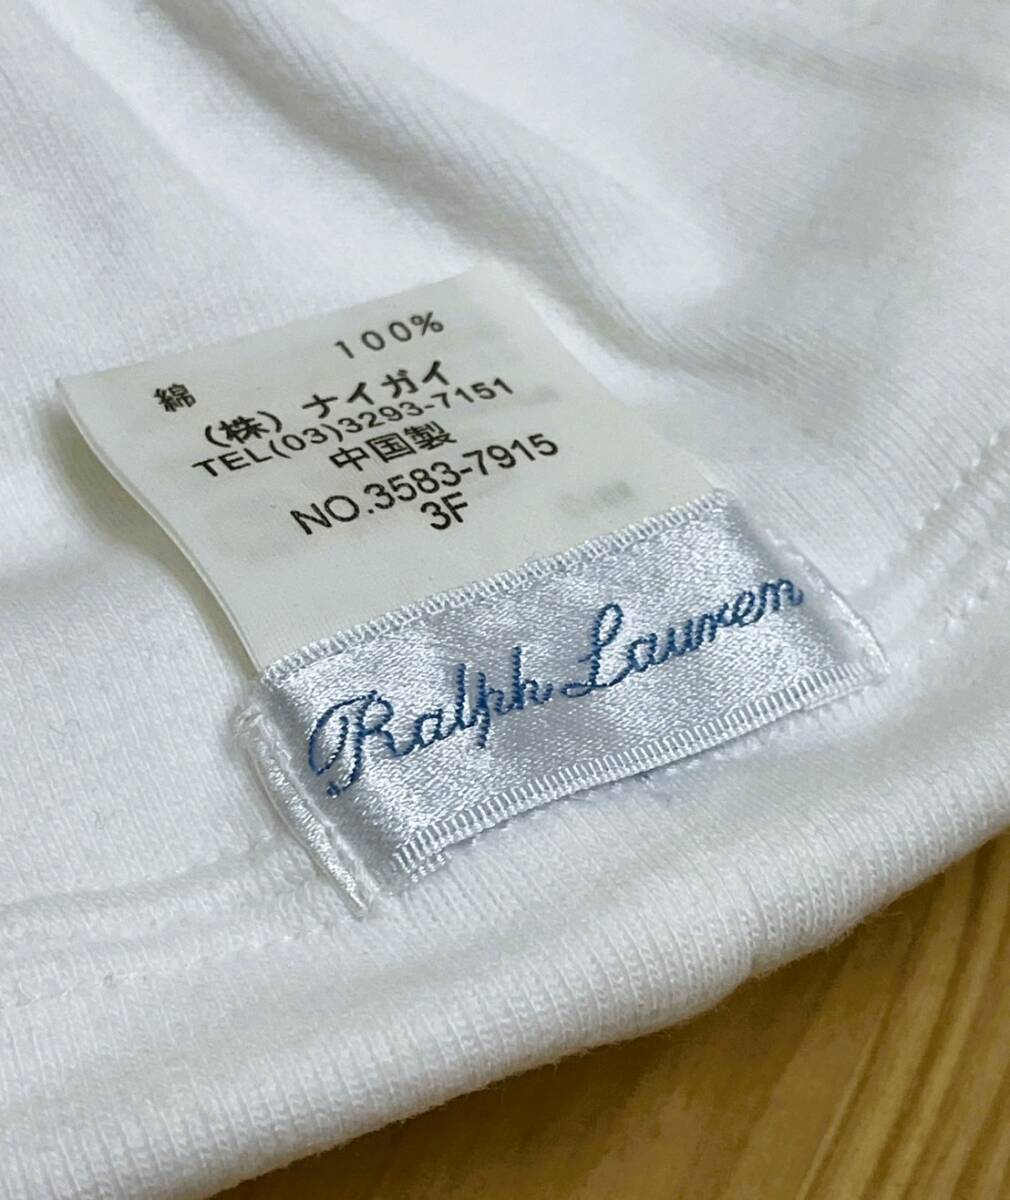 綿 100%
（株）ナイガイ
TEL(03)3293-7151
中国製
NO.3583-7915
3F
Ralph Lauren